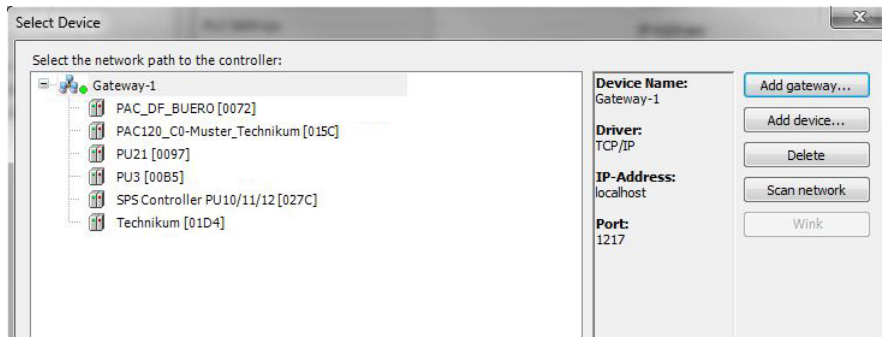 Select Device
Select the network path to the controller:
Gateway-1
PAC_DF_BUERO [0072]
PAC120_C0-Muster_Technikum [015C]
PU21 [0097]
PU3 [00B5]
SPS Controller PU10/11/12 [027C]
Technikum [01D4]
Device Name:
Gateway-1
Driver:
TCP/IP
IP-Address:
localhost
Port:
1217
Add gateway...
Add device...
Delete
Scan network
Wink